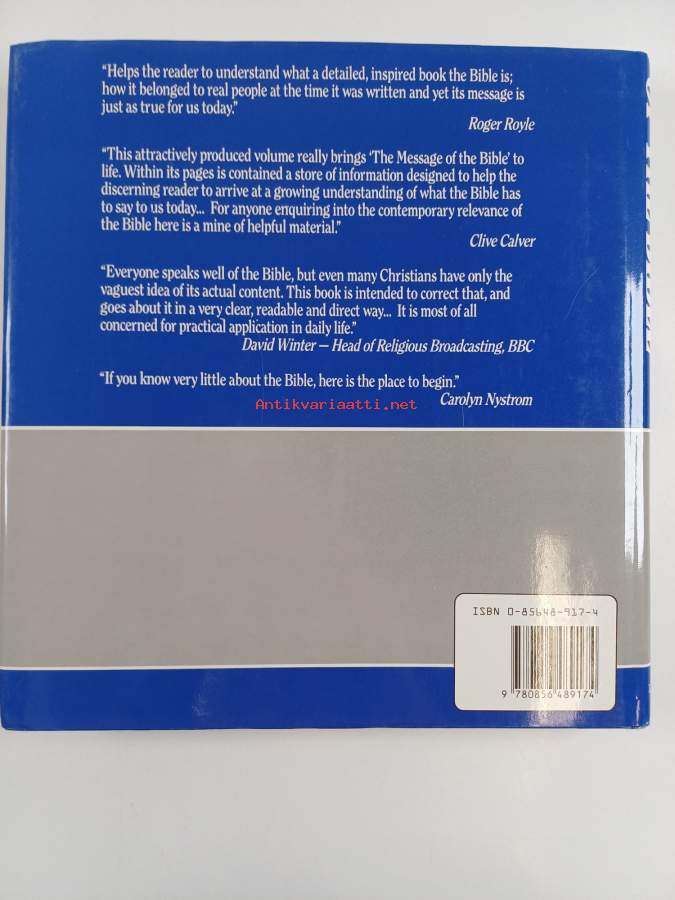 “Helps the reader to understand what a detailed, inspired book the Bible is;
how it belonged to real people at the time it was written and yet its message is
just as true for us today.”
Roger Royle
“This attractively produced volume really brings ‘The Message of the Bible’ to
life. Within its pages is contained a store of information designed to help the
discerning reader to arrive at a growing understanding of what the Bible has
to say to us today... For anyone enquiring into the contemporary relevance of
the Bible here is a mine of helpful material.”
Clive Calver
“Everyone speaks well of the Bible, but even many Christians have only the
vaguest idea of its actual content. This book is intended to correct that, and
goes about it in a very clear, readable and direct way... It is most of all
concerned for practical application in daily life.”
David Winter – Head of Religious Broadcasting, BBC
“If you know very little about the Bible, here is the place to begin.”
Antikvariaatti.net
Carolyn Nystrom
ISBN 0-85648-917-4
9 780856 489174